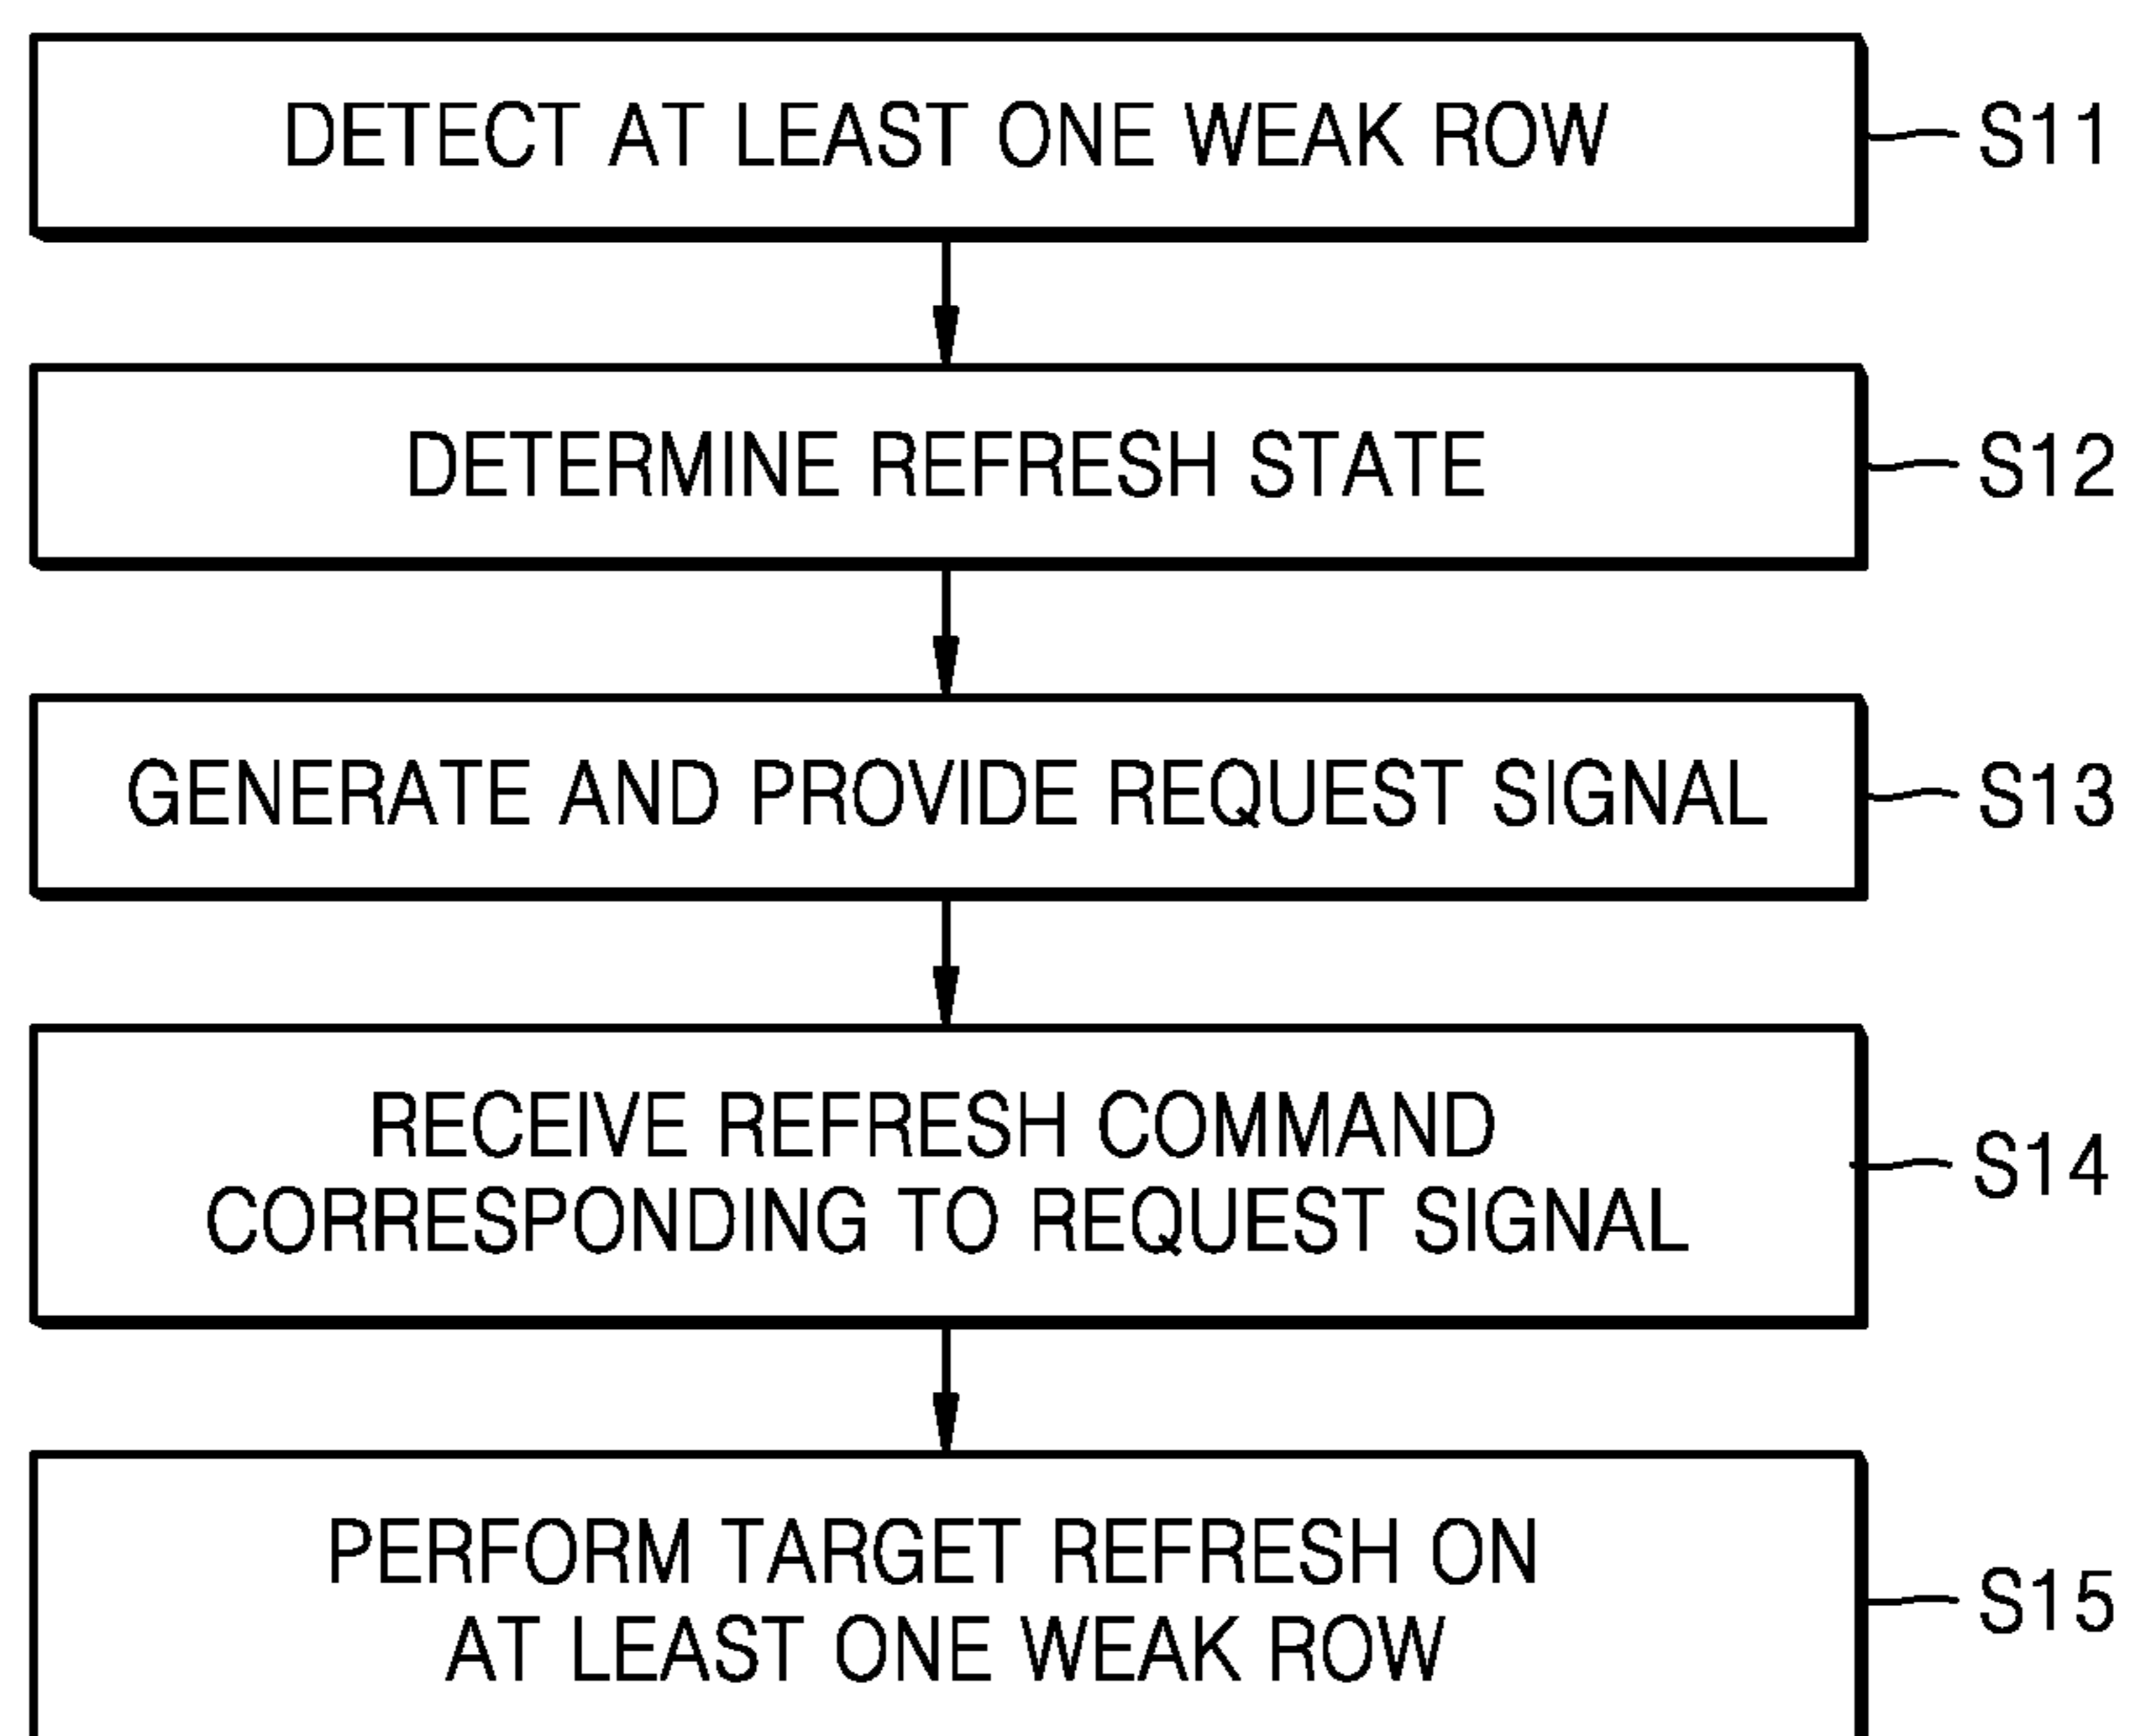 DETECT AT LEAST ONE WEAK ROW
S11
DETERMINE REFRESH STATE
S12
GENERATE AND PROVIDE REQUEST SIGNAL
S13
RECEIVE REFRESH COMMAND
CORRESPONDING TO REQUEST SIGNAL
S14
PERFORM TARGET REFRESH ON
AT LEAST ONE WEAK ROW
S15